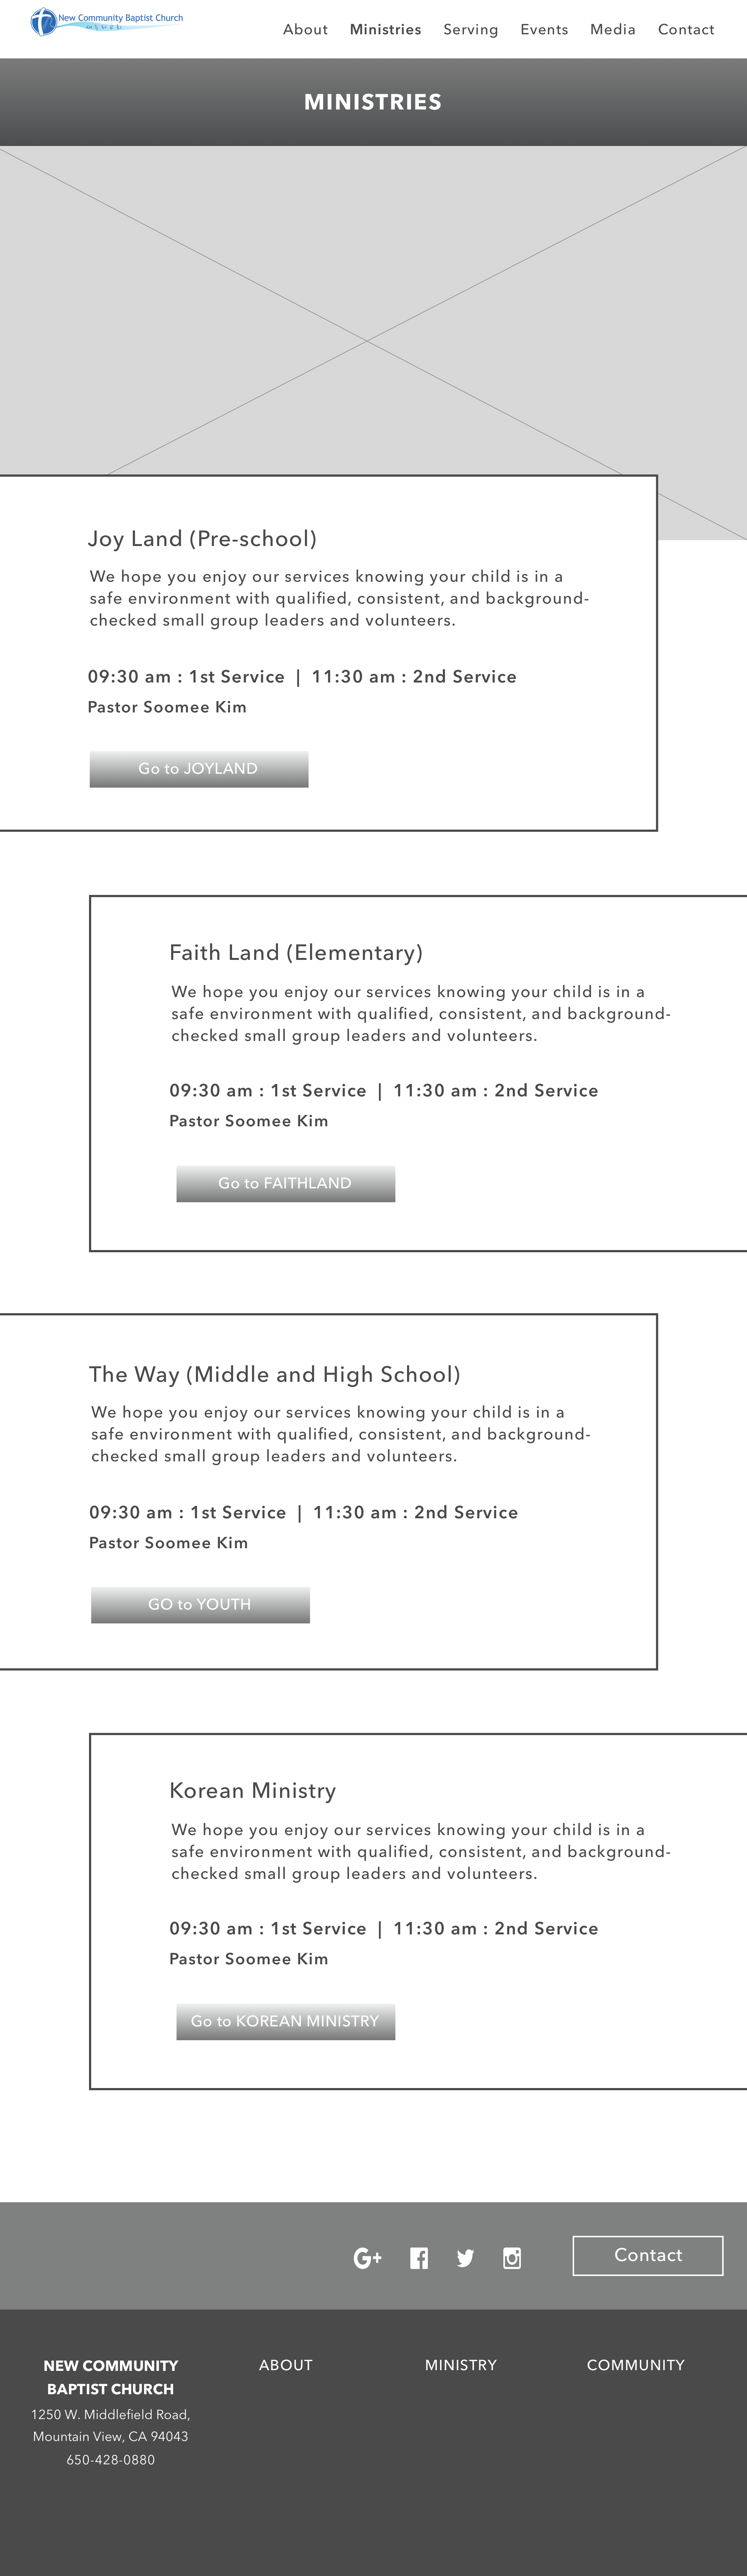 New Community Baptist Church
About Ministries Serving Events Media Contact
MINISTRIES
Joy Land (Pre-school)
We hope you enjoy our services knowing your child is in a
safe environment with qualified, consistent, and background-
checked small group leaders and volunteers.
09:30 am : 1st Service | 11:30 am : 2nd Service
Pastor Soomee Kim
Go to JOYLAND
Faith Land (Elementary)
We hope you enjoy our services knowing your child is in a
safe environment with qualified, consistent, and background-
checked small group leaders and volunteers.
09:30 am : 1st Service | 11:30 am : 2nd Service
Pastor Soomee Kim
Go to FAITHLAND
The Way (Middle and High School)
We hope you enjoy our services knowing your child is in a
safe environment with qualified, consistent, and background-
checked small group leaders and volunteers.
09:30 am : 1st Service | 11:30 am : 2nd Service
Pastor Soomee Kim
GO to YOUTH
Korean Ministry
We hope you enjoy our services knowing your child is in a
safe environment with qualified, consistent, and background-
checked small group leaders and volunteers.
09:30 am : 1st Service | 11:30 am : 2nd Service
Pastor Soomee Kim
Go to KOREAN MINISTRY
Contact
NEW COMMUNITY
BAPTIST CHURCH
1250 W. Middlefield Road,
Mountain View, CA 94043
650-428-0880
ABOUT
MINISTRY
COMMUNITY